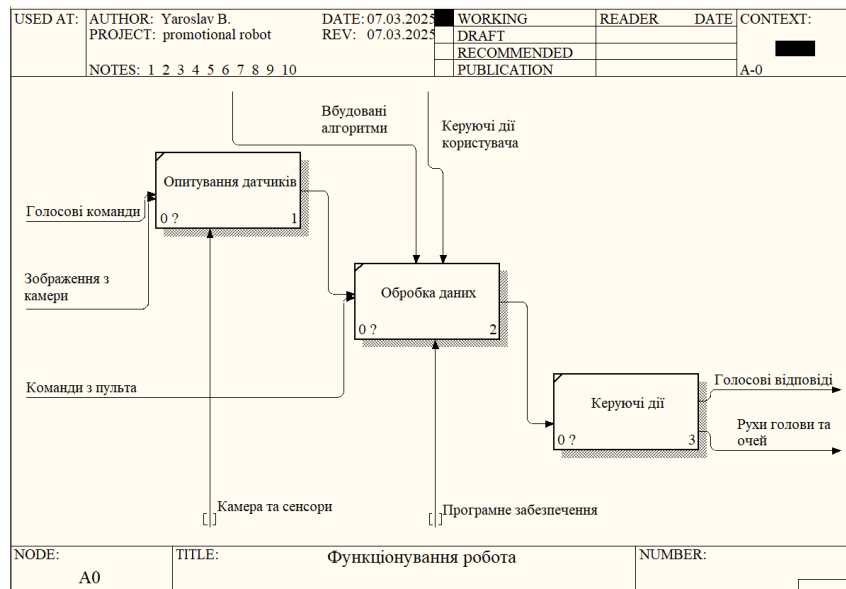 USED AT:
AUTHOR: Yaroslav B.
DATE: 07.03.2025
WORKING
READER DATE
CONTEXT:
PROJECT: promotional robot
REV: 07.03.2025
DRAFT
RECOMMENDED
NOTES: 1 2 3 4 5 6 7 8 9 10
PUBLICATION
A-0
Вбудовані
алгоритми
Керуючі дії
користувача
Опитування датчиків
0 ? 1
Голосові команди
Зображення з
камери
Обробка даних
0 ? 2
Команди з пульта
Керуючі дії
0 ? 3
Голосові відповіді
Рухи голови та
очей
Камера та сенсори
Програмне забезпечення
NODE:
A0
TITLE:
Функціонування робота
NUMBER: